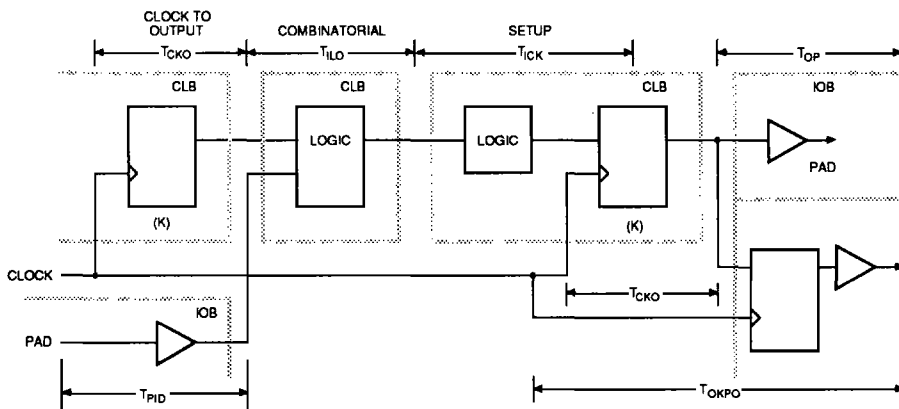 CLOCK TO
OUTPUT
COMBINATORIAL
SETUP
TCKO
TILO
TICK
TOP
CLB
CLB
CLB
IOB
LOGIC
LOGIC
PAD
(K)
(K)
CLOCK
TCKO
IOB
PAD
TPID
TOKPO